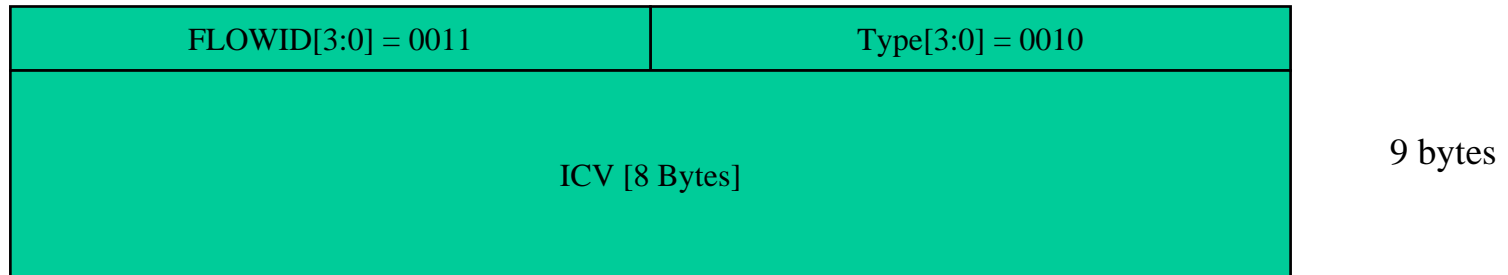 FLOWID[3:0] = 0011
Type[3:0] = 0010
ICV [8 Bytes]
9 bytes